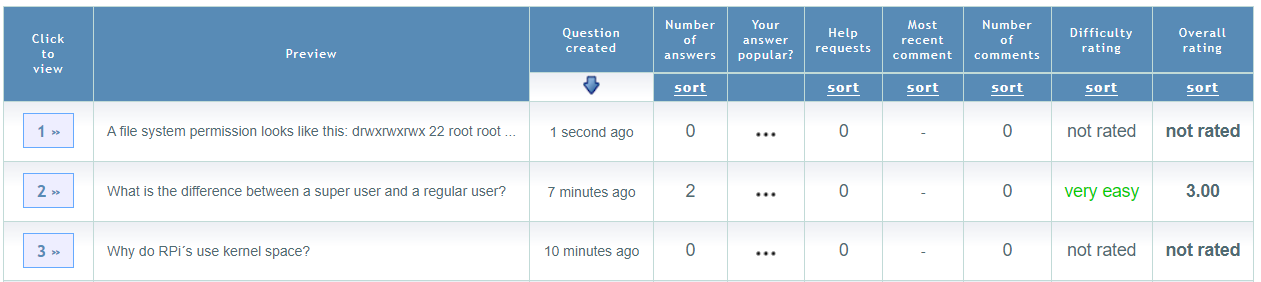 Click to view Preview Question created Number of answers Your answer popular? Help requests Most recent comment Number of comments Difficulty rating Overall rating
sort sort sort sort sort sort
1 » A file system permission looks like this: drwxrwxrwx 22 root root ... 1 second ago 0 ... 0 - 0 not rated not rated
2 » What is the difference between a super user and a regular user? 7 minutes ago 2 ... 0 - 0 very easy 3.00
3 » Why do RPi´s use kernel space? 10 minutes ago 0 ... 0 - 0 not rated not rated